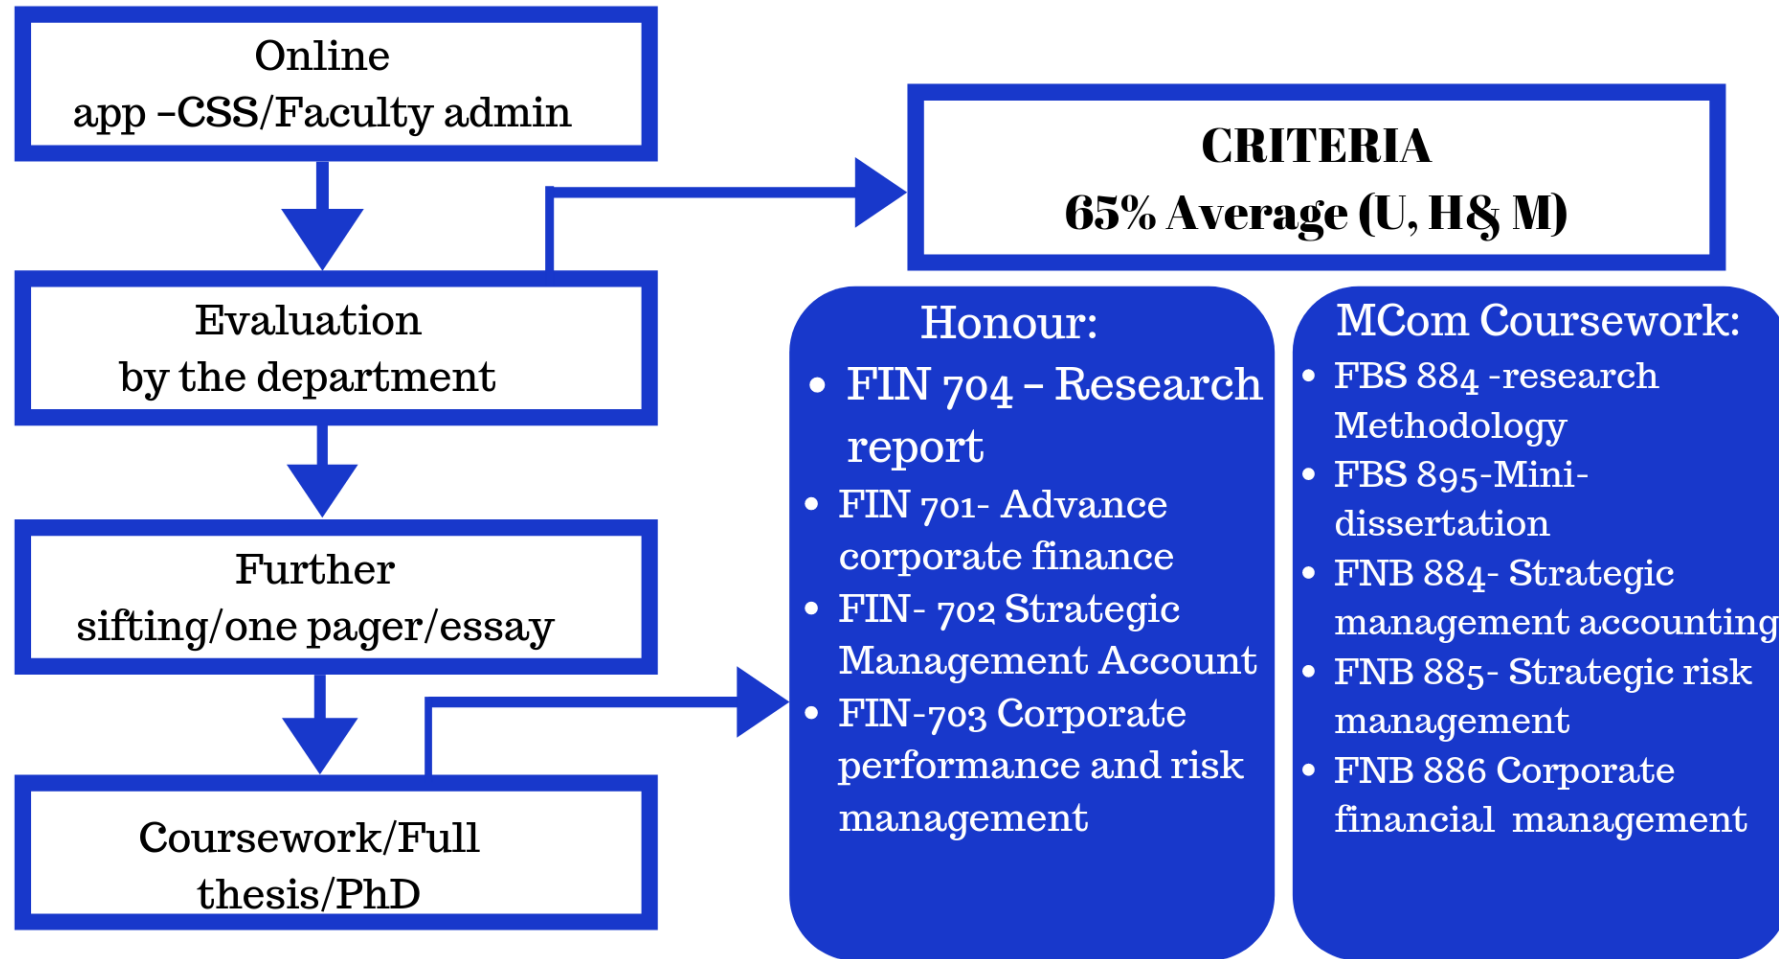 Online
app –CSS/Faculty admin
Evaluation
by the department
Further
sifting/one pager/essay
Coursework/Full
thesis/PhD
CRITERIA
65% Average (U, H& M)
Honour:
• FIN 704 – Research
report
• FIN 701- Advance
corporate finance
• FIN- 702 Strategic
Management Account
• FIN-703 Corporate
performance and risk
management
MCom Coursework:
• FBS 884 -research
Methodology
• FBS 895-Mini-
dissertation
• FNB 884- Strategic
management accounting
• FNB 885- Strategic risk
management
• FNB 886 Corporate
financial  management